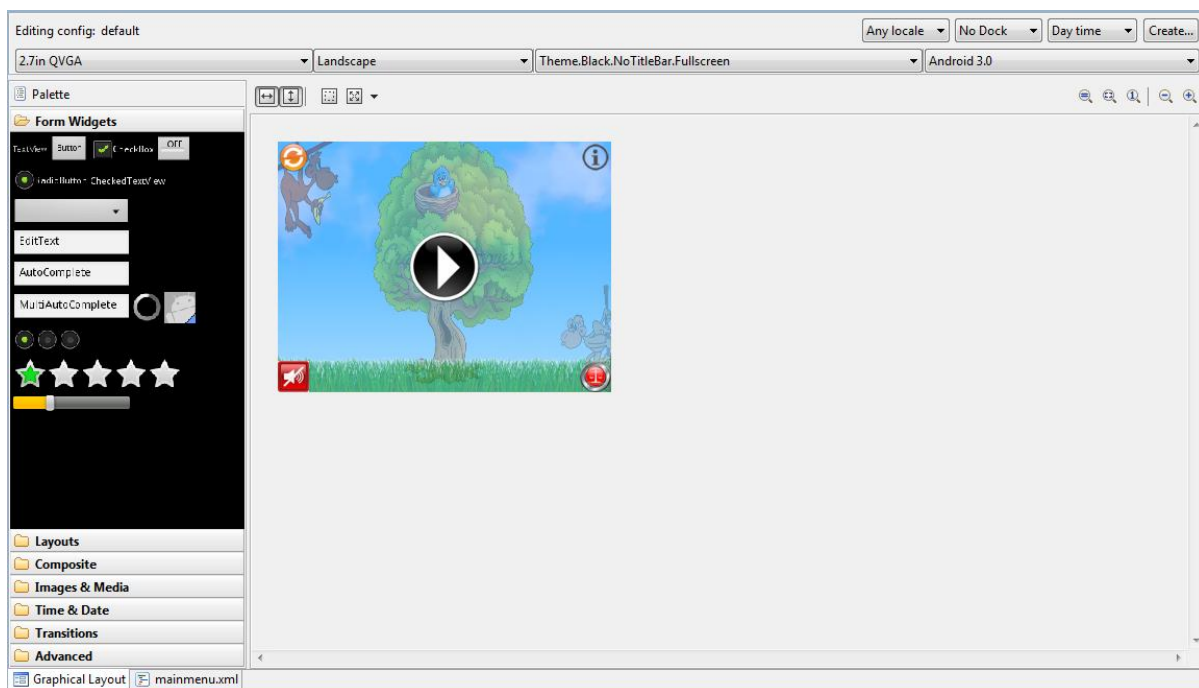 Editing config: default
Any locale No Dock Day time Create...
2.7in QVGA Landscape Theme.Black.NoTitleBar.Fullscreen Android 3.0
Palette
Form Widgets
TextView Button CheckBox OFF
RadioButton CheckedTextView
EditText
AutoComplete
MultiAutoComplete
Layouts
Composite
Images & Media
Time & Date
Transitions
Advanced
Graphical Layout mainmenu.xml